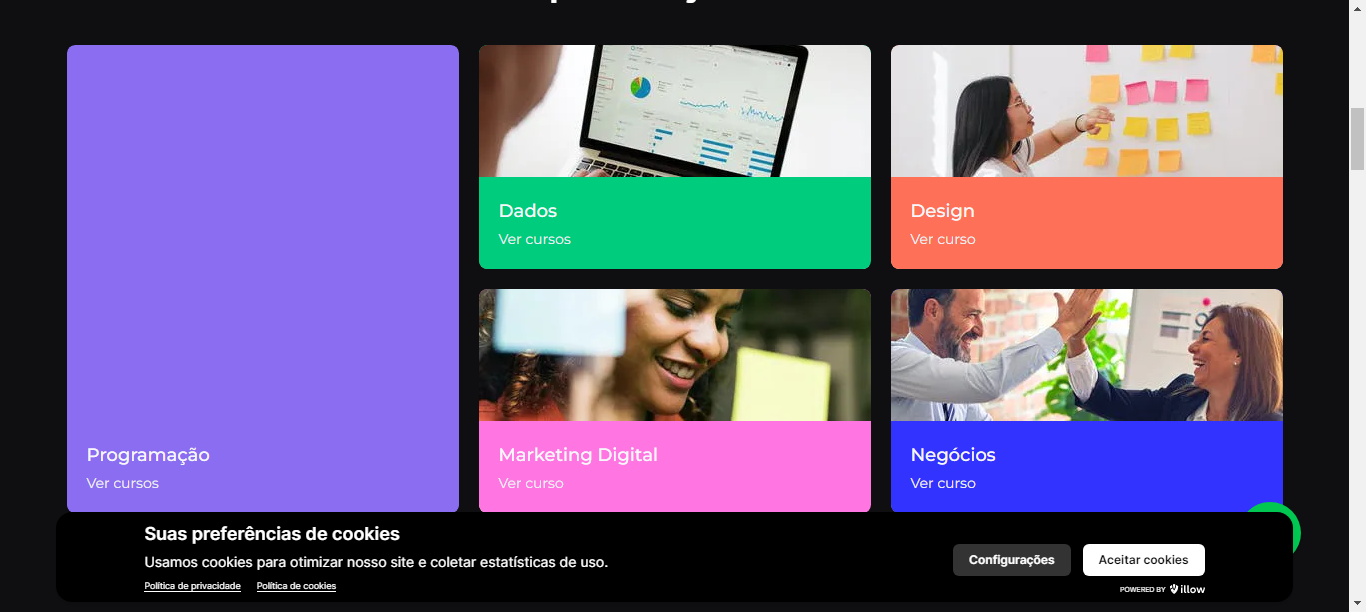 Programação
Ver cursos
Dados
Ver cursos
Design
Ver curso
Marketing Digital
Ver curso
Negócios
Ver curso
Suas preferências de cookies
Usamos cookies para otimizar nosso site e coletar estatísticas de uso.
Política de privacidade Política de cookies
Configurações
Aceitar cookies
POWERED BY illow